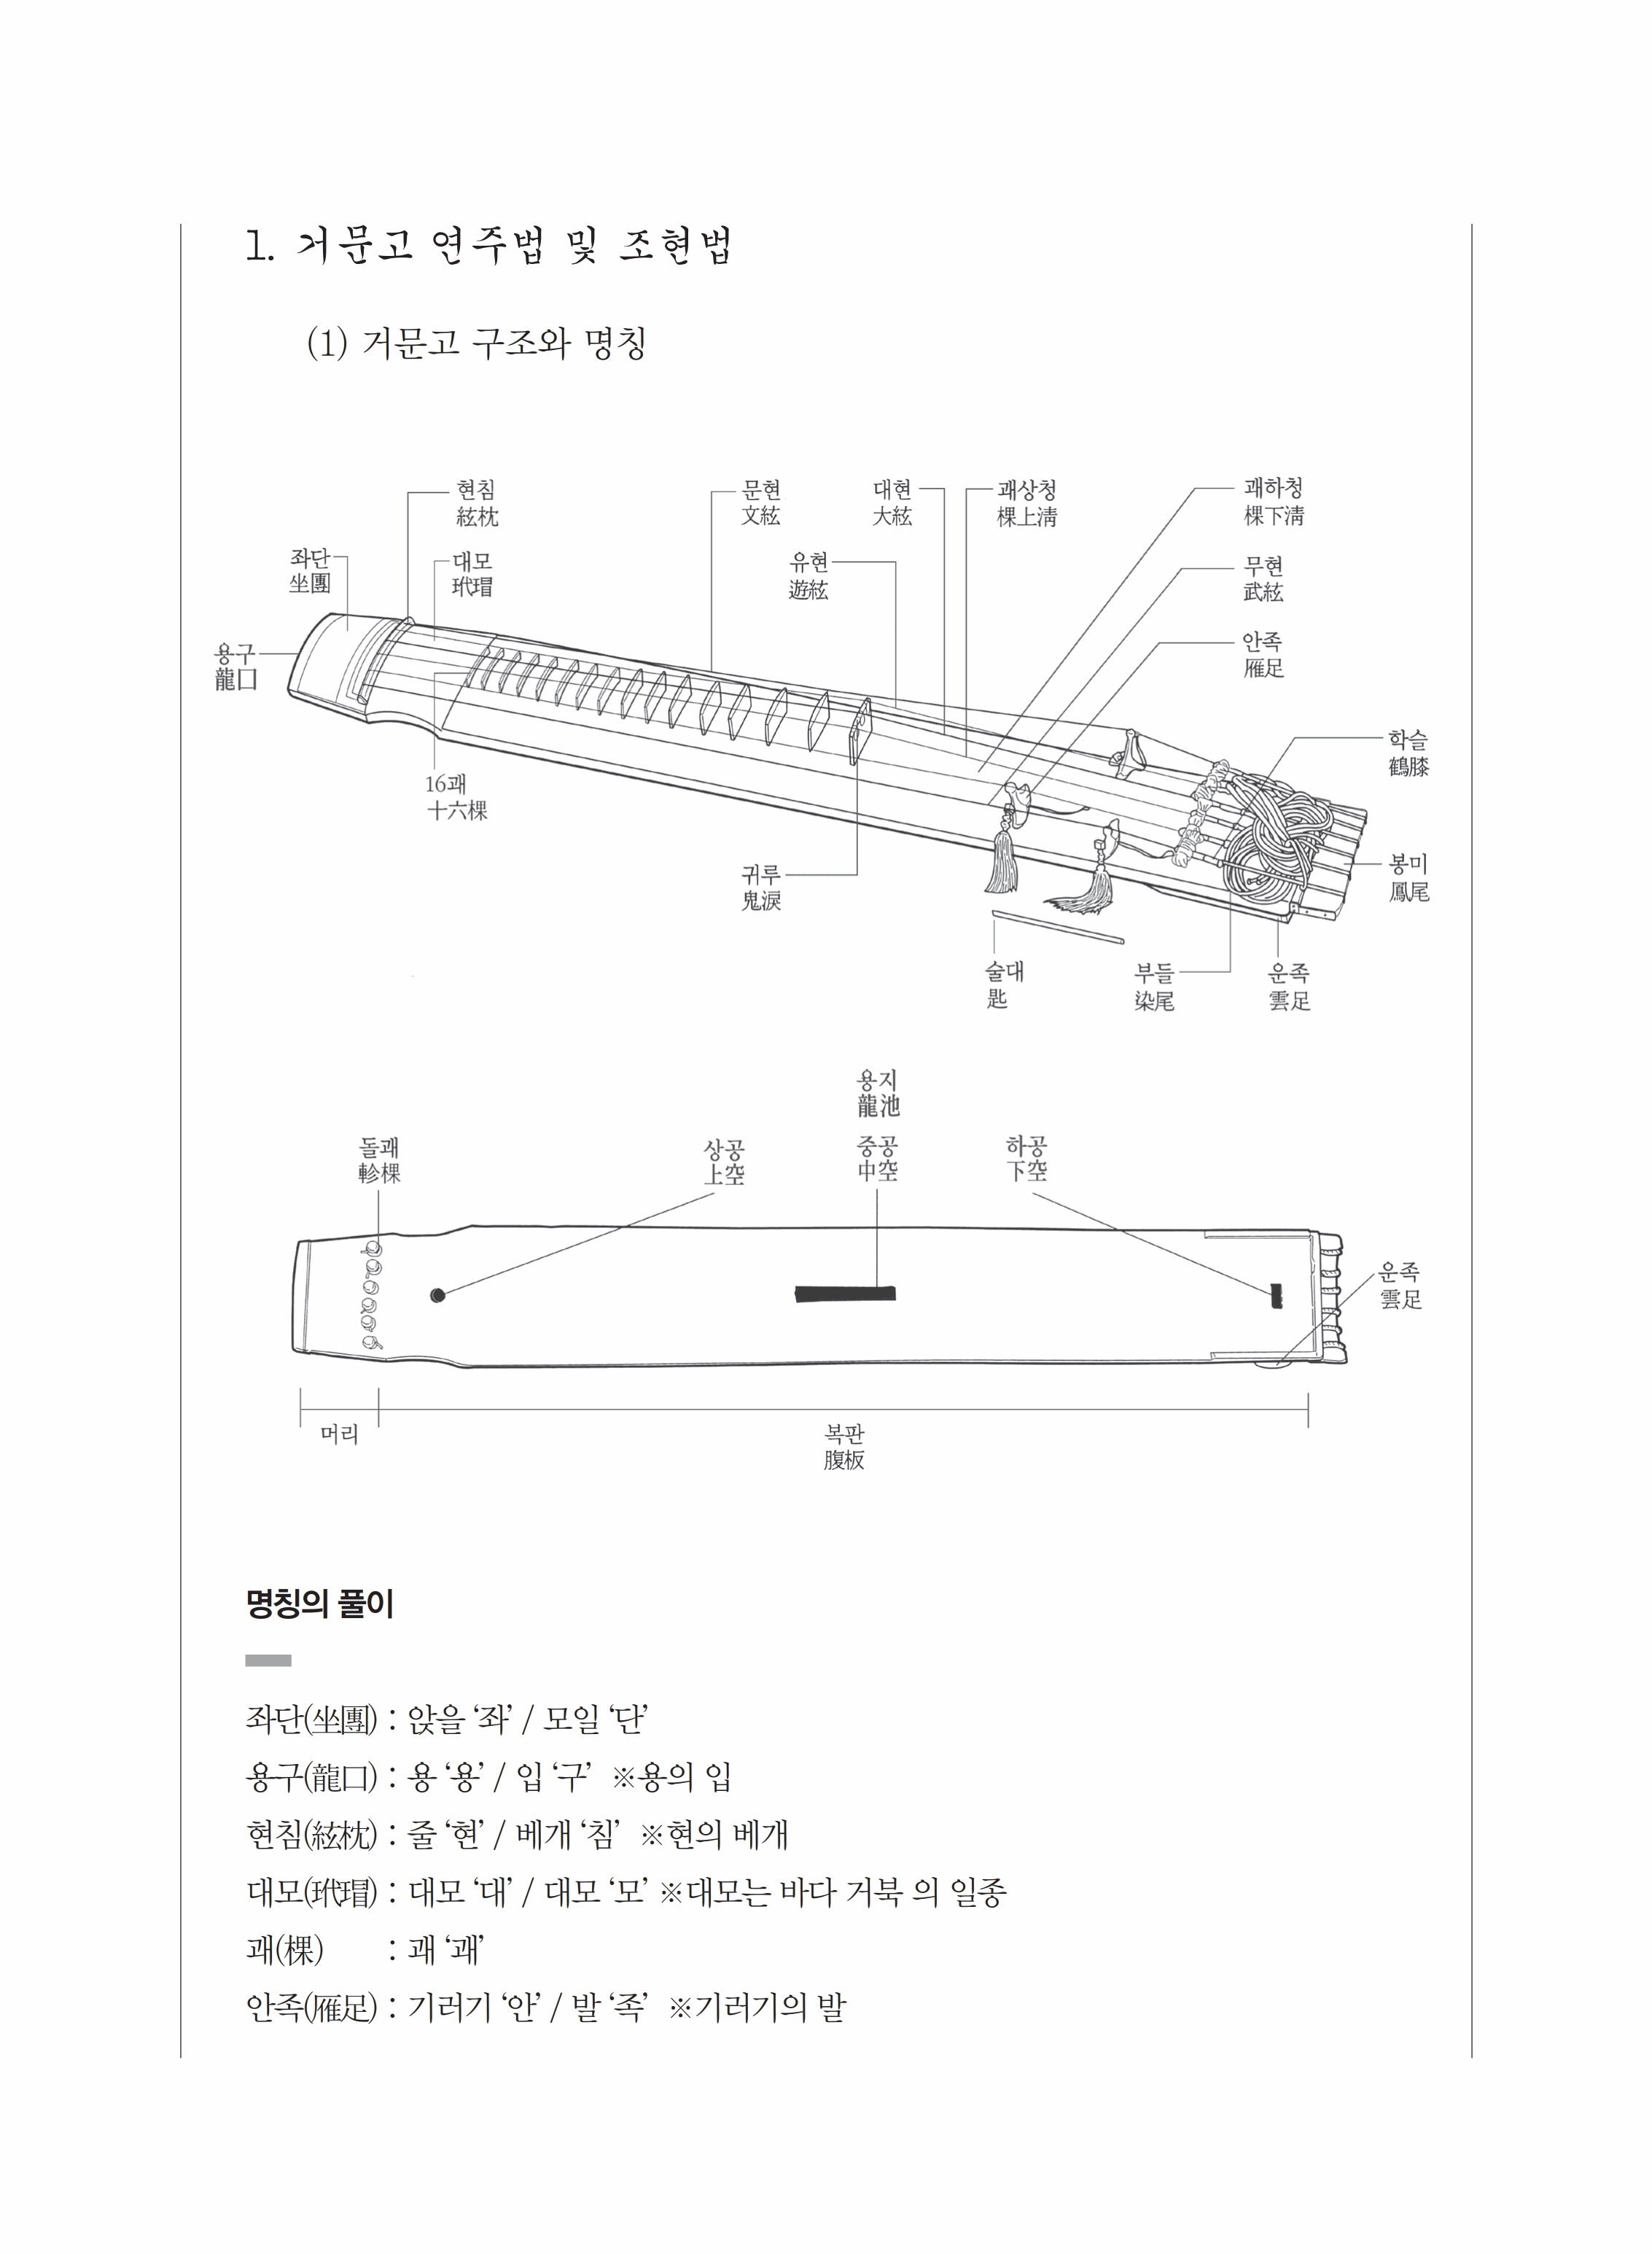 1. 거문고 연주법 및 조현법
(1) 거문고 구조와 명칭
현침
絃枕
문현
文絃
대현
大絃
괘상청
棵上淸
괘하청
棵下淸
좌단
坐團
대모
玳瑁
유현
遊絃
무현
武絃
안족
雁足
용구
龍口
학슬
鶴膝
16괘
十六棵
귀루
鬼淚
봉미
鳳尾
술대
匙
부들
染尾
운족
雲足
용지
龍池
돌괘
軫棵
상공
上空
중공
中空
하공
下空
운족
雲足
머리
복판
腹板
명칭의 풀이
좌단(坐團) : 앉을 ‘좌’ / 모일 ‘단’
용구(龍口) : 용 ‘용’ / 입 ‘구’ ※용의 입
현침(絃枕) : 줄 ‘현’ / 베개 ‘침’ ※현의 베개
대모(玳瑁) : 대모 ‘대’ / 대모 ‘모’ ※대모는 바다 거북 의 일종
괘(棵) : 괘 ‘괘’
안족(雁足) : 기러기 ‘안’ / 발 ‘족’ ※기러기의 발